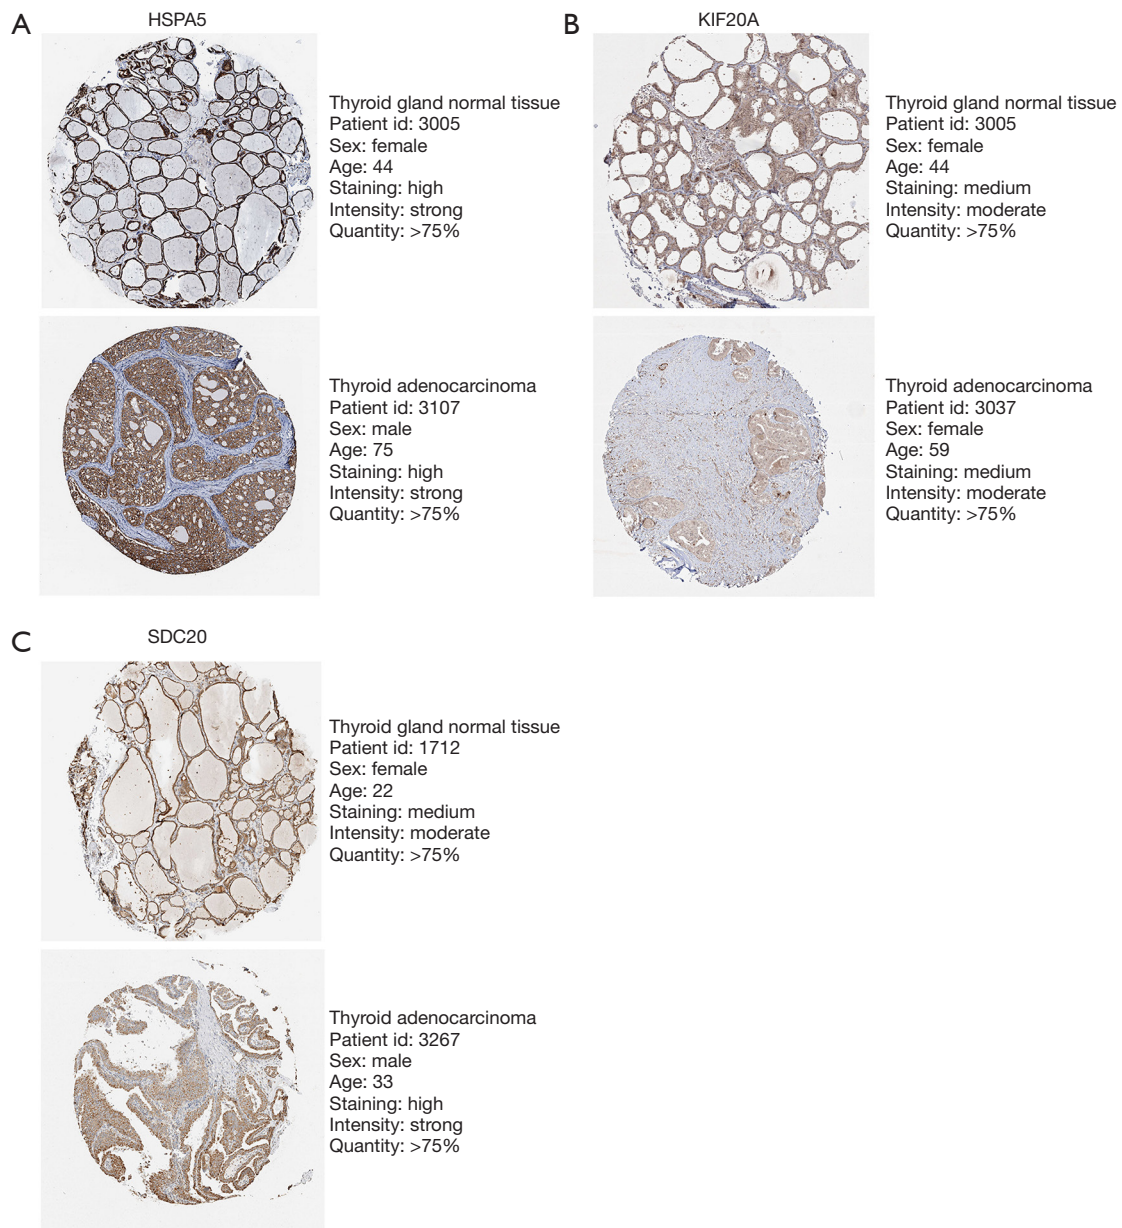 A
HSPA5
Thyroid gland normal tissue
Patient id: 3005
Sex: female
Age: 44
Staining: high
Intensity: strong
Quantity: >75%
Thyroid adenocarcinoma
Patient id: 3107
Sex: male
Age: 75
Staining: high
Intensity: strong
Quantity: >75%
B
KIF20A
Thyroid gland normal tissue
Patient id: 3005
Sex: female
Age: 44
Staining: medium
Intensity: moderate
Quantity: >75%
Thyroid adenocarcinoma
Patient id: 3037
Sex: female
Age: 59
Staining: medium
Intensity: moderate
Quantity: >75%
C
SDC20
Thyroid gland normal tissue
Patient id: 1712
Sex: female
Age: 22
Staining: medium
Intensity: moderate
Quantity: >75%
Thyroid adenocarcinoma
Patient id: 3267
Sex: male
Age: 33
Staining: high
Intensity: strong
Quantity: >75%